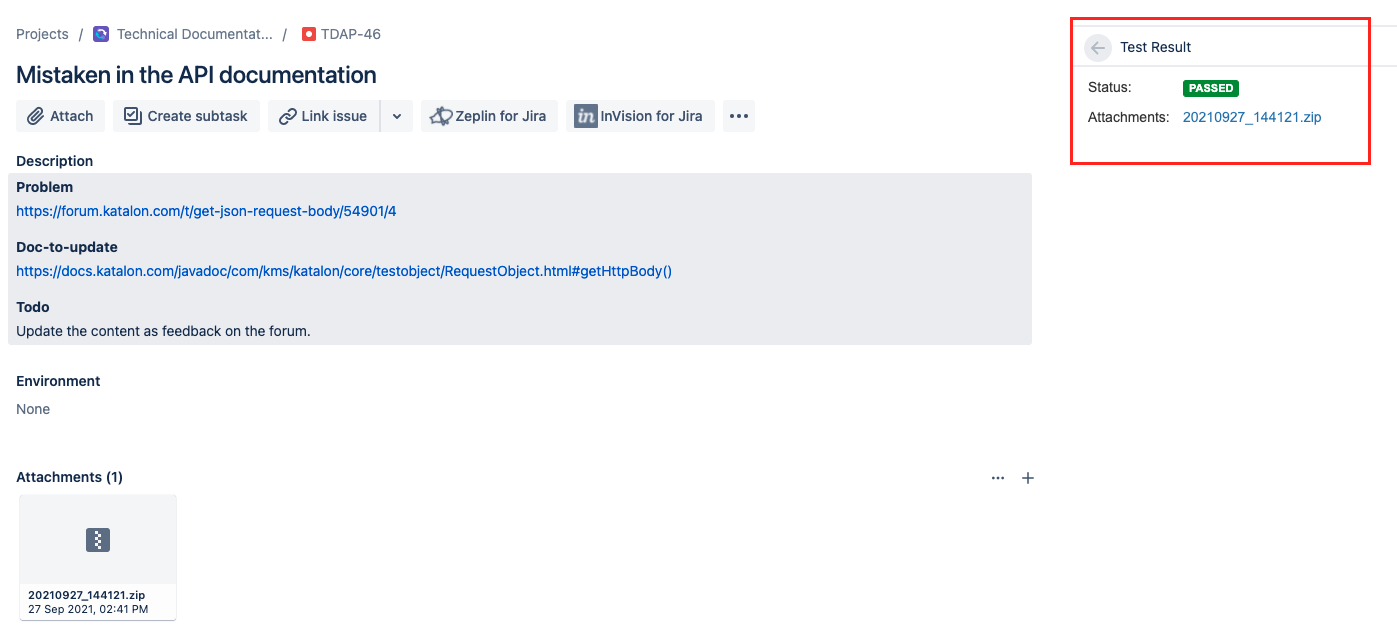 Projects / Technical Documentat... / TDAP-46
Mistaken in the API documentation
Attach Create subtask Link issue Zeplin for Jira in InVision for Jira
Description
Problem
https://forum.katalon.com/t/get-json-request-body/54901/4
Doc-to-update
https://docs.katalon.com/javadoc/com/kms/katalon/core/testobject/RequestObject.html#getHttpBody()
Todo
Update the content as feedback on the forum.
Environment
None
Attachments (1)
20210927_144121.zip
27 Sep 2021, 02:41 PM
Test Result
Status: PASSED
Attachments: 20210927_144121.zip